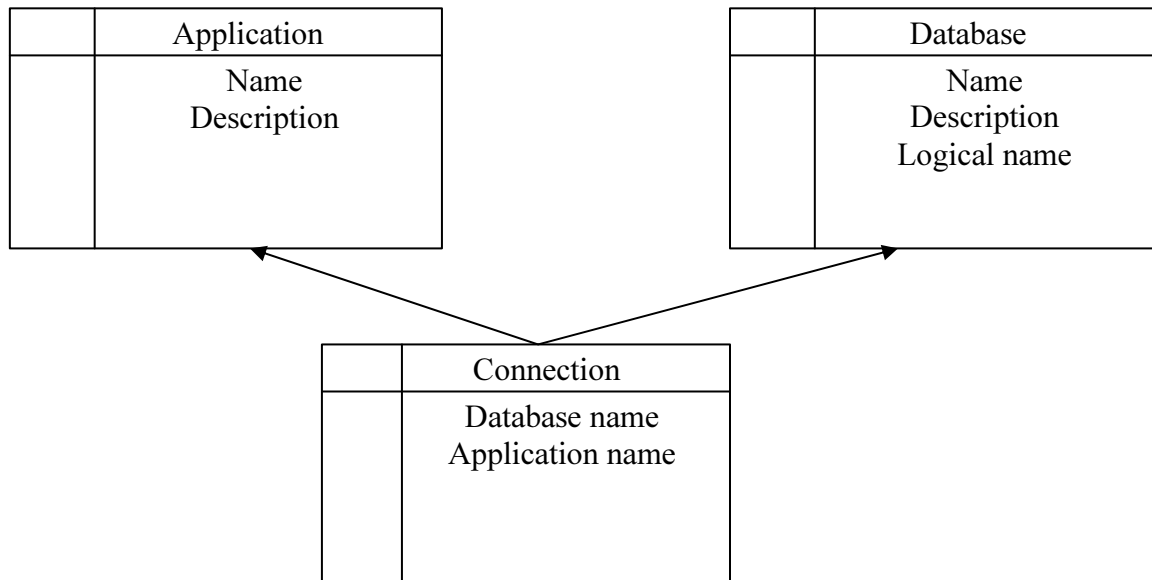 Application
Name
Description
Database
Name
Description
Logical name
Connection
Database name
Application name